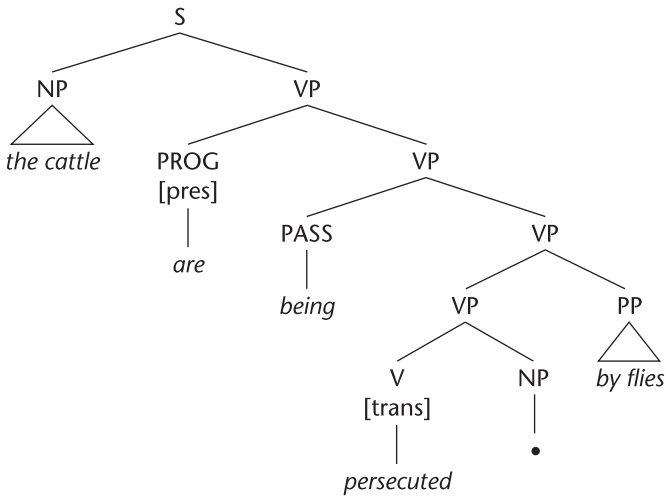 S
NP VP
the cattle PROG VP
[pres]
PASS VP
are
being VP PP
V NP by flies
[trans]
persecuted